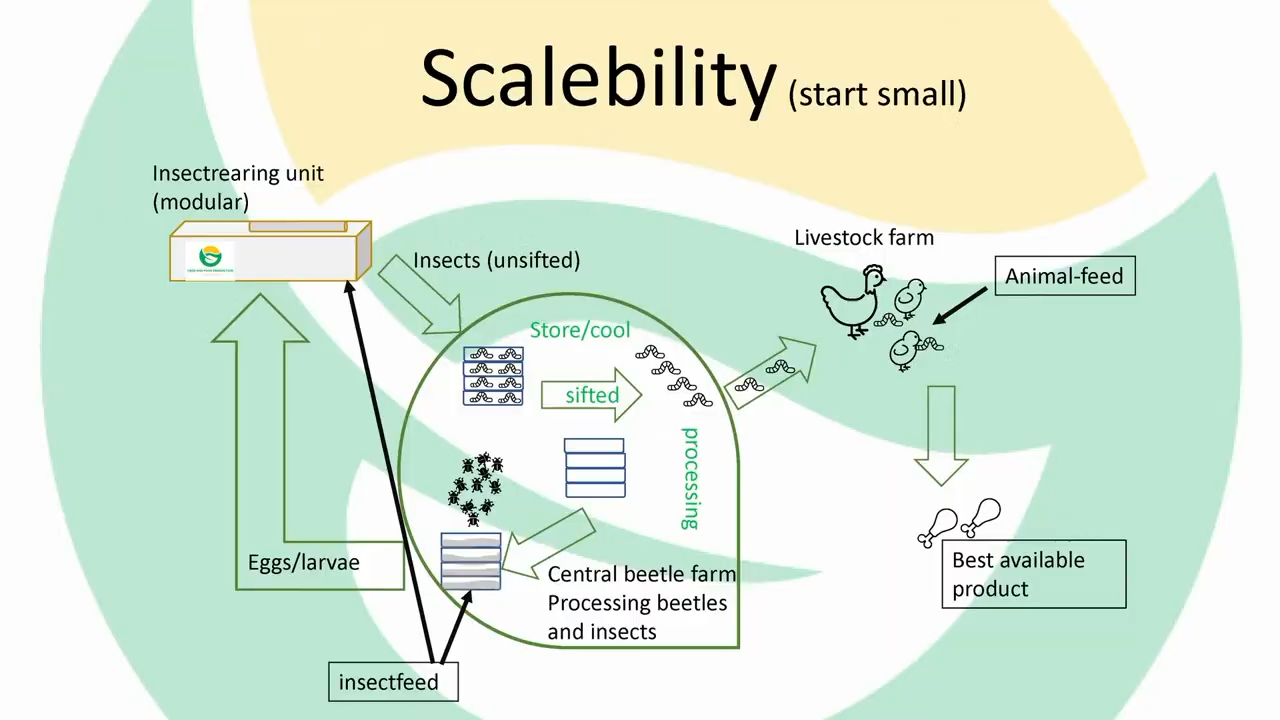 Scalebility (start small)
Insectrearing unit
(modular)
Insects (unsifted)
Livestock farm
Animal-feed
Store/cool
sifted
processing
Eggs/larvae
Central beetle farm
Processing beetles
and insects
Best available
product
insectfeed